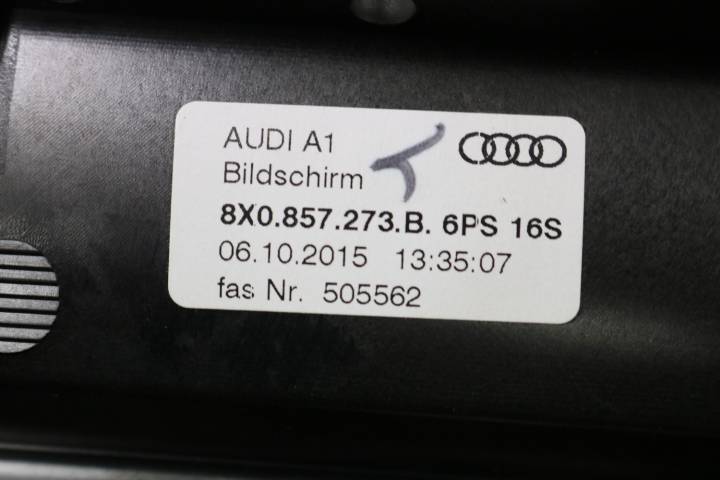 AUDI A1
Bildschirm
8X0.857.273.B. 6PS 16S
06.10.2015 13:35:07
fas Nr. 505562